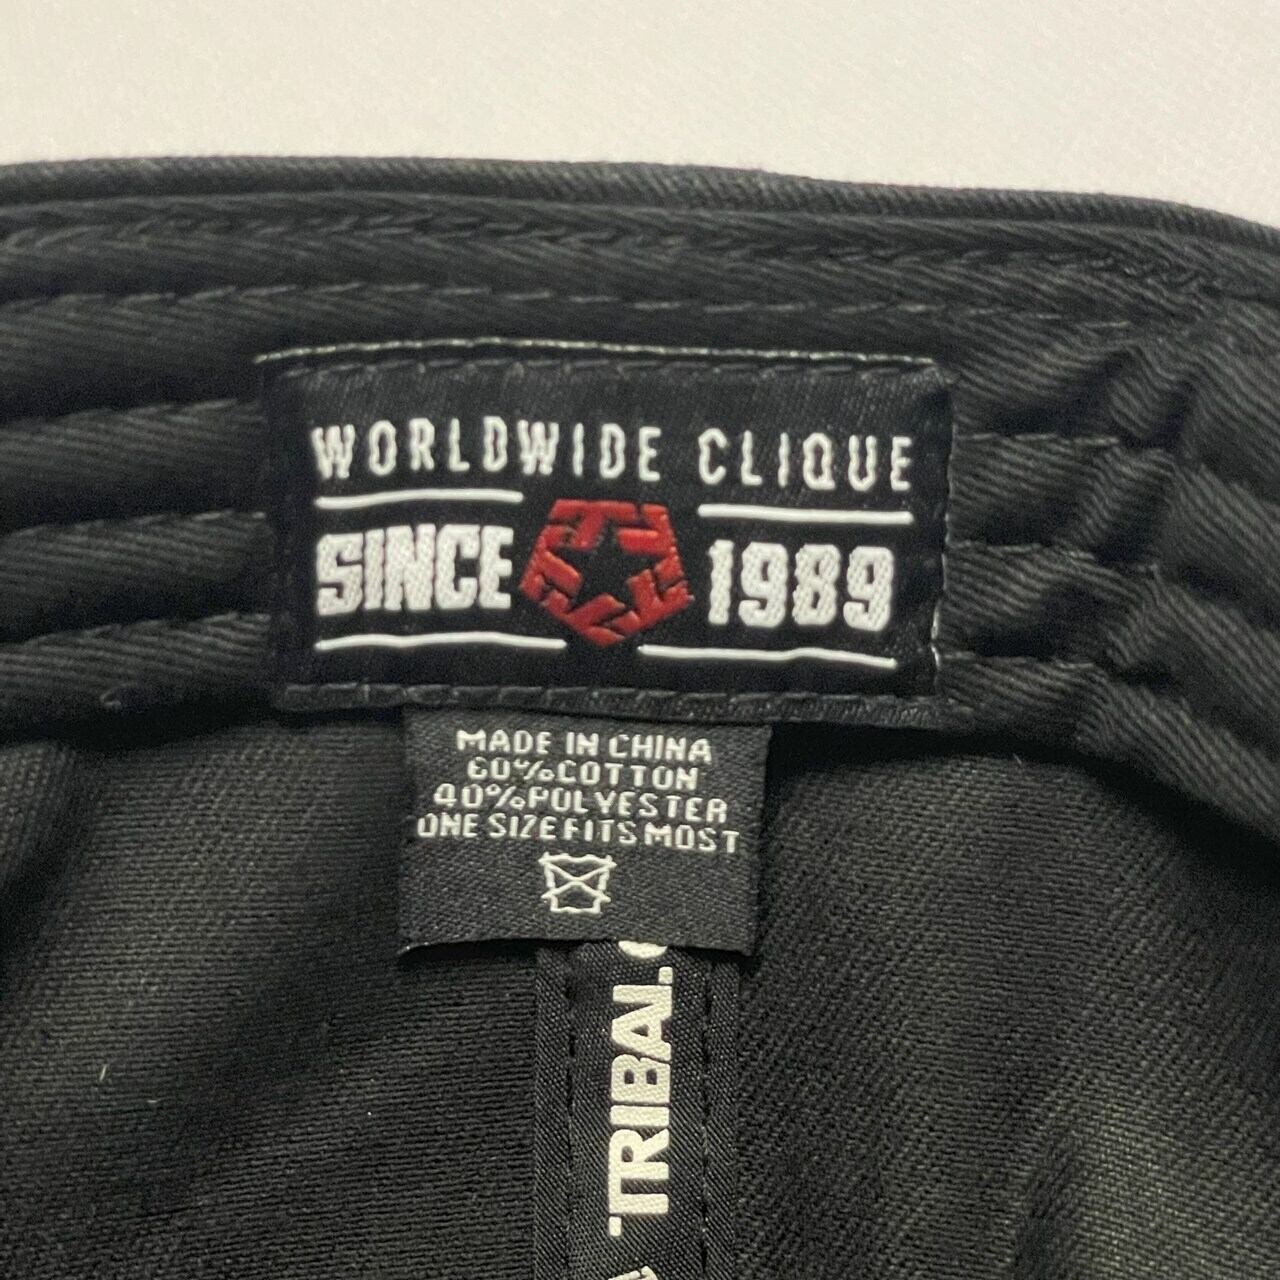 WORLDWIDE CLIQUE
SINCE 1989
MADE IN CHINA
60%COTTON
40%POLYESTER
ONE SIZE FITS MOST
TRIBAL.